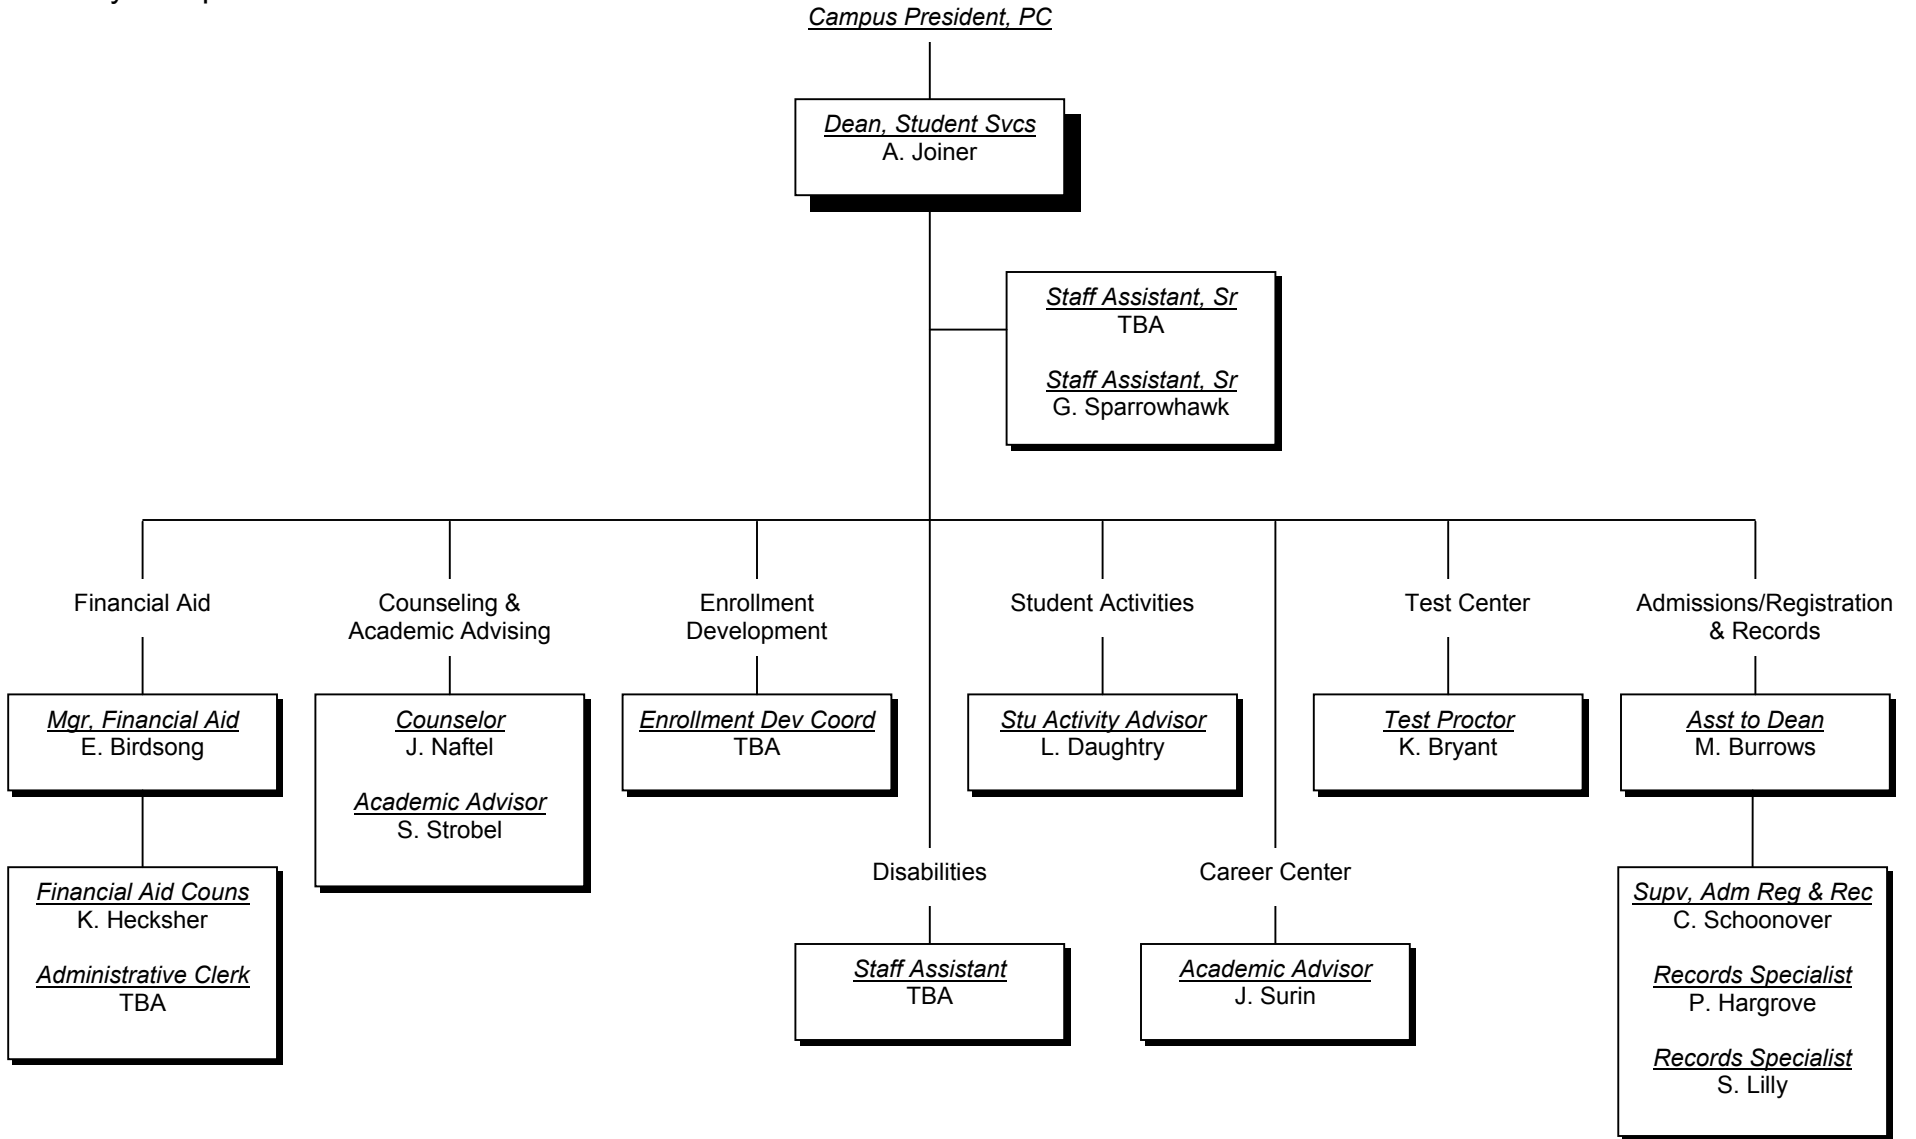 Campus President, PC
Dean, Student Svcs
A. Joiner
Staff Assistant, Sr
TBA
Staff Assistant, Sr
G. Sparrowhawk
Financial Aid
Counseling &
Academic Advising
Enrollment
Development
Student Activities
Test Center
Admissions/Registration
& Records
Mgr, Financial Aid
E. Birdsong
Counselor
J. Naftel
Academic Advisor
S. Strobel
Enrollment Dev Coord
TBA
Stu Activity Advisor
L. Daughtry
Test Proctor
K. Bryant
Asst to Dean
M. Burrows
Disabilities
Career Center
Financial Aid Couns
K. Hecksher
Administrative Clerk
TBA
Staff Assistant
TBA
Academic Advisor
J. Surin
Supv, Adm Reg & Rec
C. Schoonover
Records Specialist
P. Hargrove
Records Specialist
S. Lilly